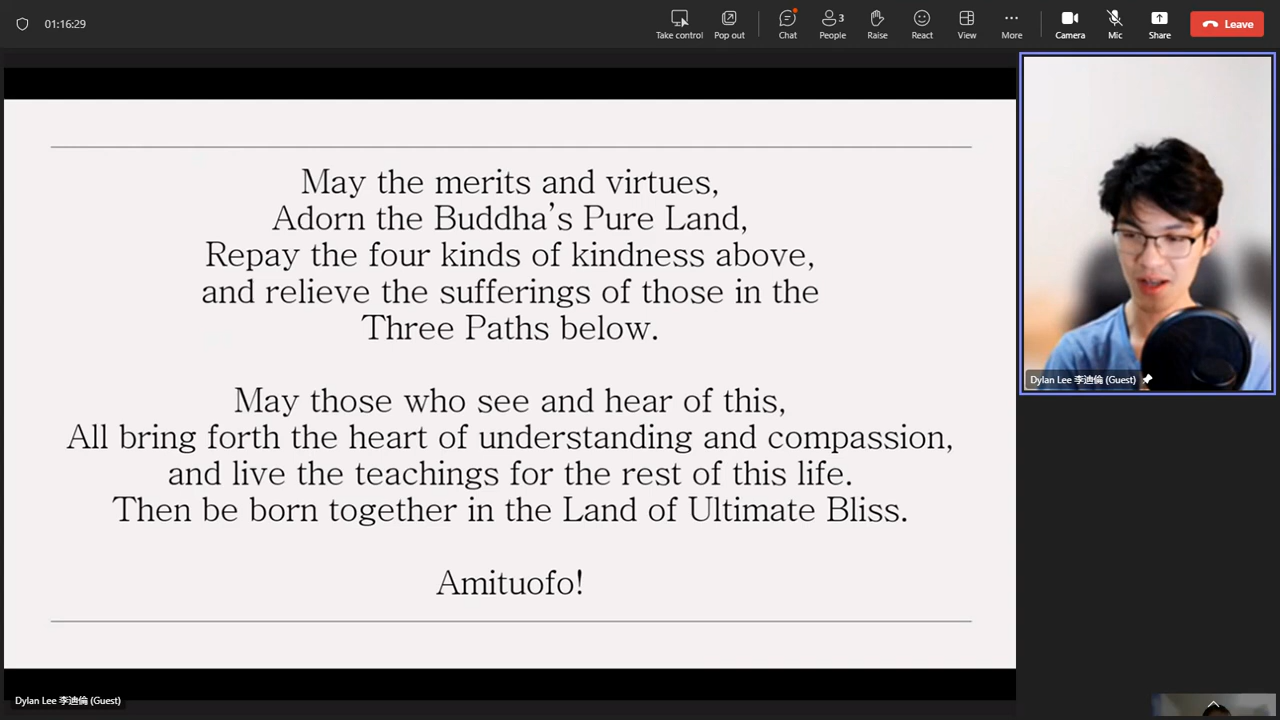 01:16:29
Take control
Pop out
Chat
3
People
Raise
React
View
More
Camera
Mic
Share
Leave
May the merits and virtues,
Adorn the Buddha's Pure Land,
Repay the four kinds of kindness above,
and relieve the sufferings of those in the
Three Paths below.
May those who see and hear of this,
All bring forth the heart of understanding and compassion,
and live the teachings for the rest of this life.
Then be born together in the Land of Ultimate Bliss.
Amituofo!
Dylan Lee 李迪倫 (Guest)
Dylan Lee 李迪倫 (Guest)